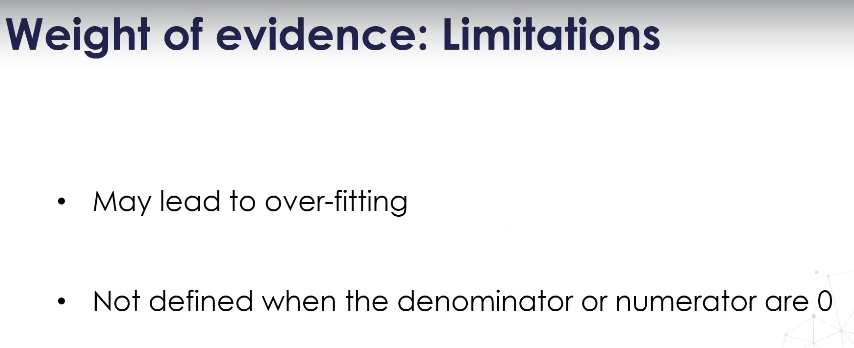 Weight of evidence: Limitations
• May lead to over-fitting
• Not defined when the denominator or numerator are 0